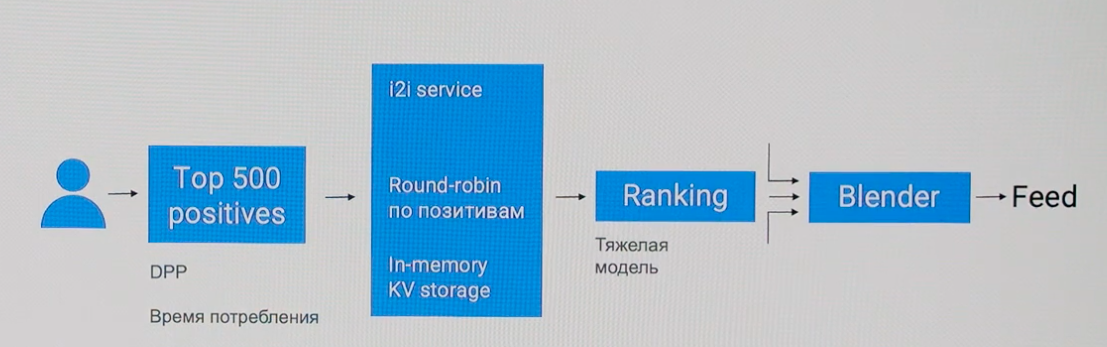 Top 500
positives
DPP
Время потребления
i2i service
Round-robin
по позитивам
In-memory
KV storage
Ranking
Тяжелая
модель
Blender
Feed